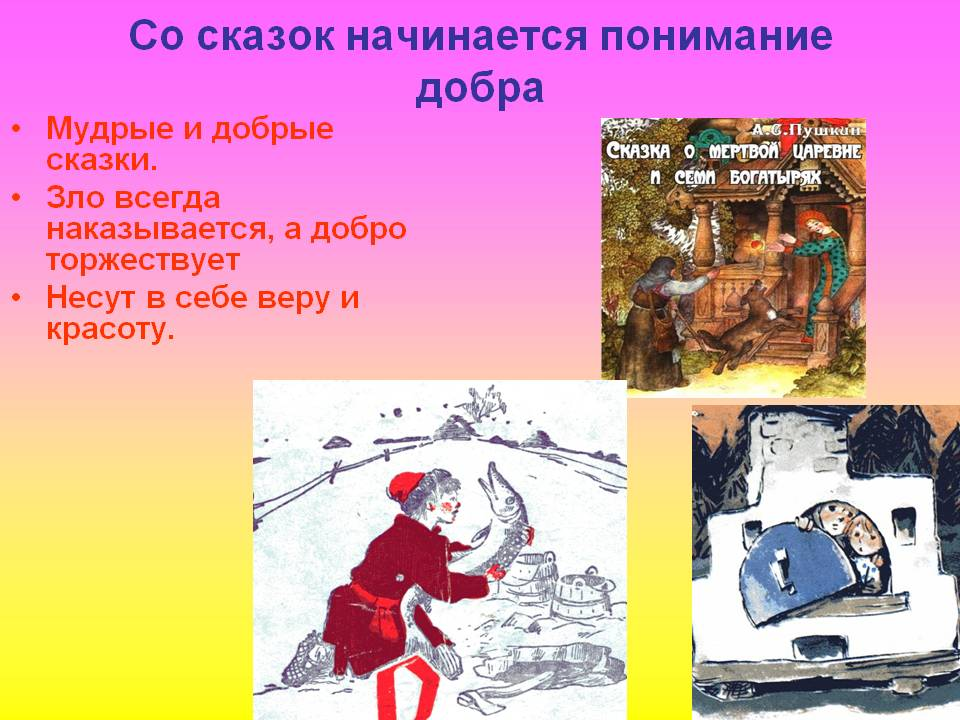 Со сказок начинается понимание
добра
• Мудрые и добрые
сказки.
• Зло всегда
наказывается, а добро
торжествует
• Несут в себе веру и
красоту.
А.С.Пушкин
Сказка о мертвой царевне
и семи богатырях